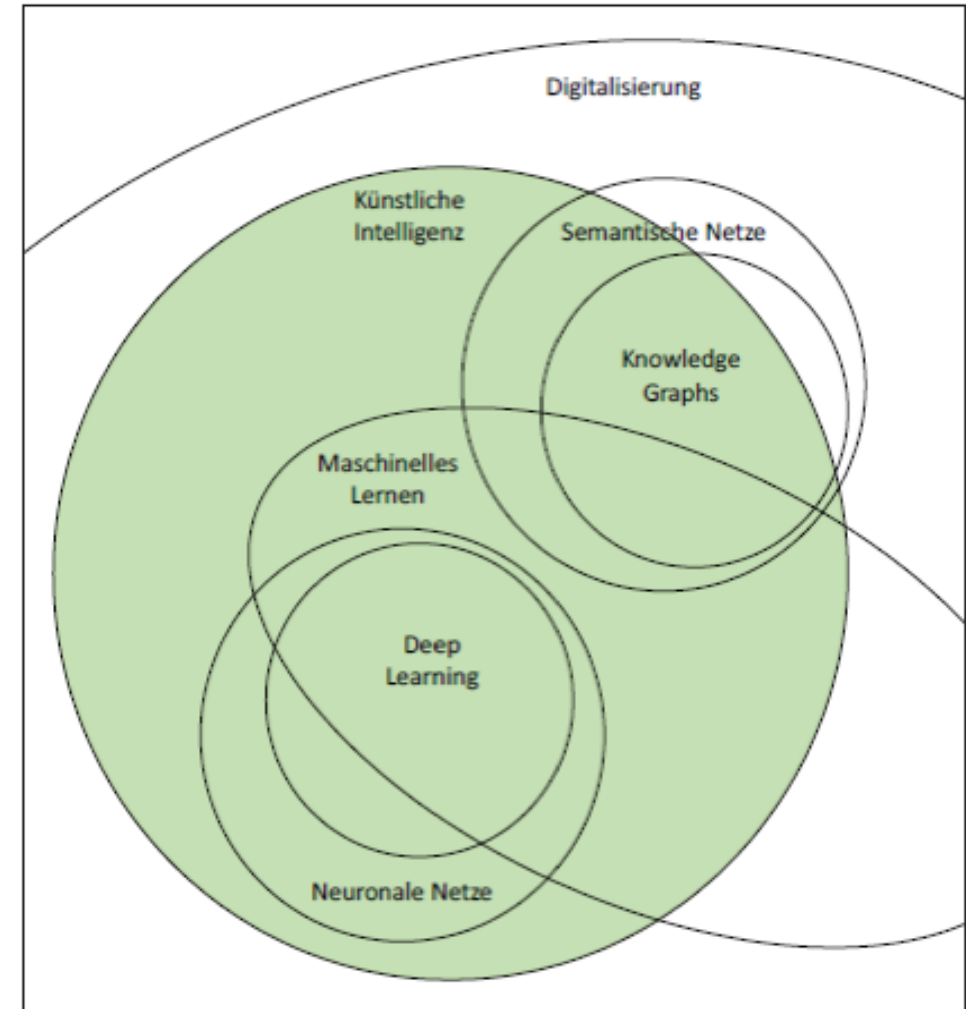 Digitalisierung
Künstliche
Intelligenz
Semantische Netze
Knowledge
Graphs
Maschinelles
Lernen
Deep
Learning
Neuronale Netze